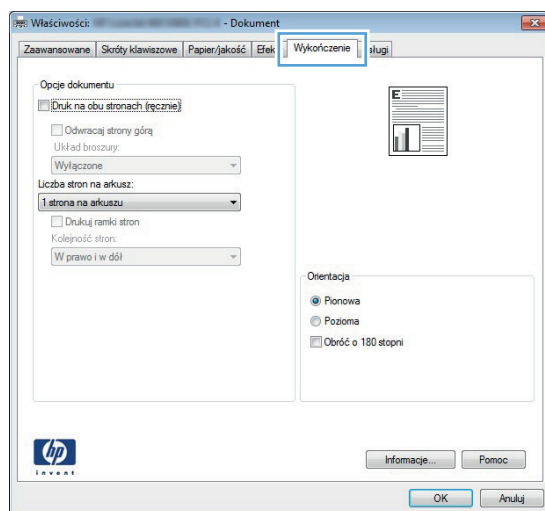 Właściwości: - Dokument
Zaawansowane Skróty klawiszowe Papier/jakość Efek Wykończenie sługi
Opcje dokumentu
Druk na obu stronach (ręcznie)
Odwracaj strony górą
Układ broszury:
Wyłączone
Liczba stron na arkusz:
1 strona na arkuszu
Drukuj ramki stron
Kolejność stron:
W prawo i w dół
E
Orientacja
Pionowa
Pozioma
Obróć o 180 stopni
hp
invent
Informacje... Pomoc
OK Anuluj